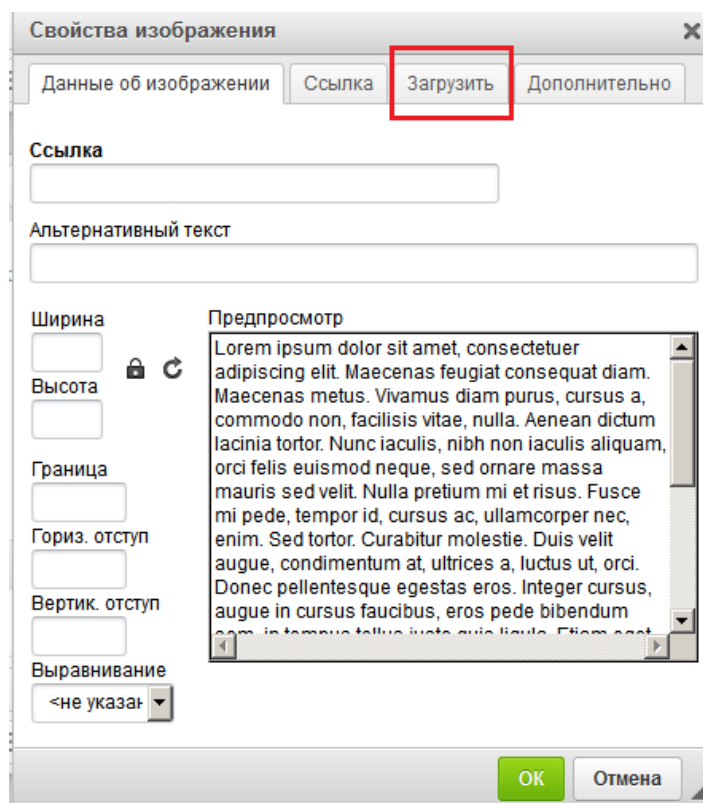 Свойства изображения
Данные об изображении Ссылка Загрузить Дополнительно
Ссылка
Альтернативный текст
Ширина
Высота
Граница
Гориз. отступ
Вертик. отступ
Выравнивание
<не указан
Предпросмотр
Lorem ipsum dolor sit amet, consectetuer
adipiscing elit. Maecenas feugiat consequat diam.
Maecenas metus. Vivamus diam purus, cursus a,
commodo non, facilisis vitae, nulla. Aenean dictum
lacinia tortor. Nunc iaculis, nibh non iaculis aliquam,
orci felis euismod neque, sed ornare massa
mauris sed velit. Nulla pretium mi et risus. Fusce
mi pede, tempor id, cursus ac, ullamcorper nec,
enim. Sed tortor. Curabitur molestie. Duis velit
augue, condimentum at, ultrices a, luctus ut, orci.
Donec pellentesque egestas eros. Integer cursus,
augue in cursus faucibus, eros pede bibendum
OK Отмена